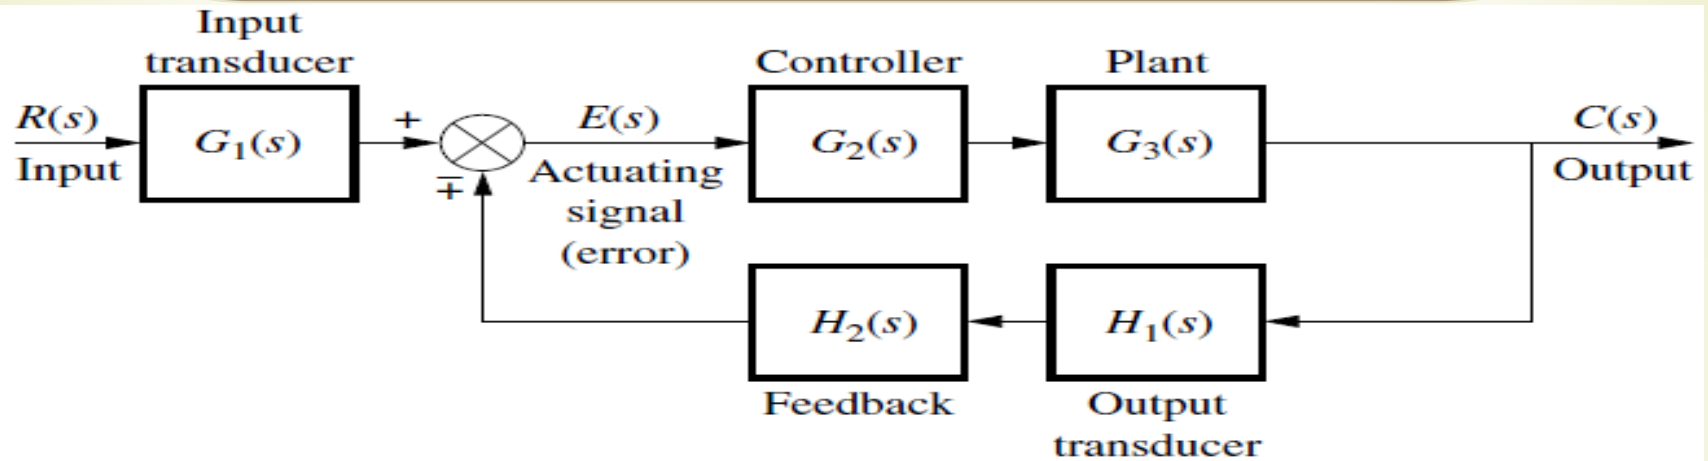 Input
transducer
Controller
Plant
R(s)
Input
G₁(s)
+
∓
E(s)
Actuating
signal
(error)
G₂(s)
G₃(s)
C(s)
Output
H₂(s)
H₁(s)
Feedback
Output
transducer